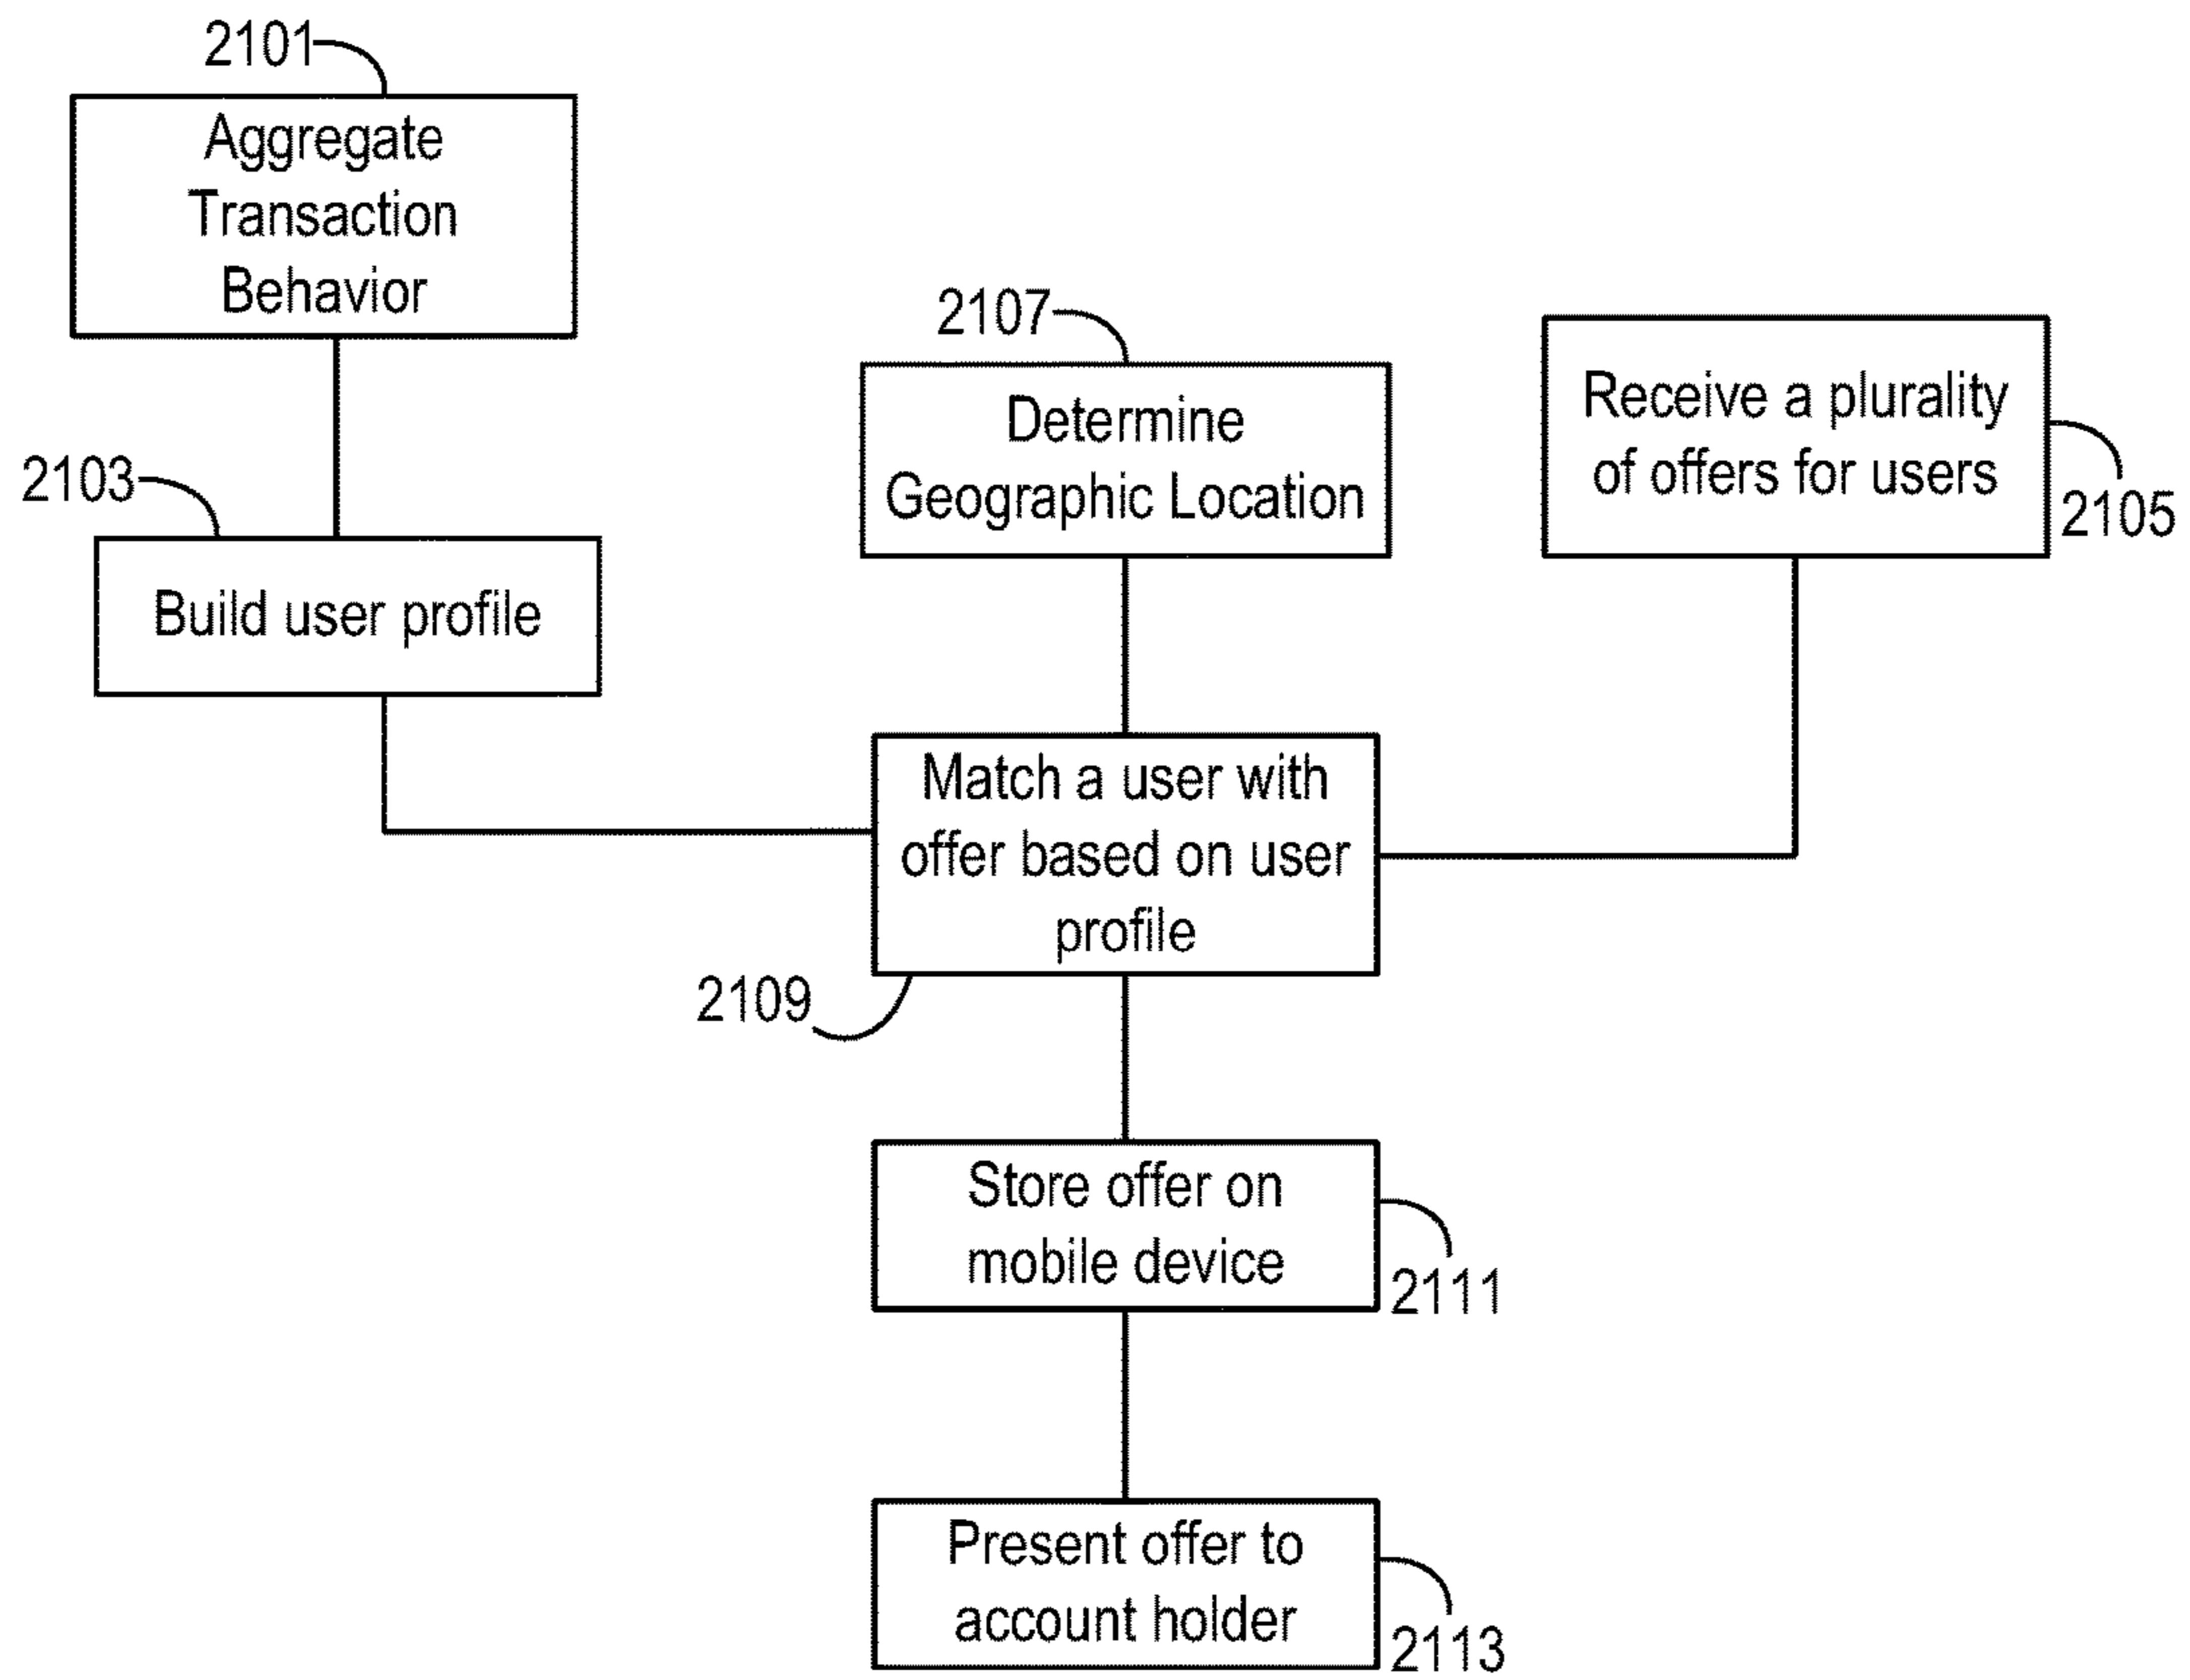 2101
Aggregate
Transaction
Behavior
2103
Build user profile
2107
Determine
Geographic Location
Receive a plurality
of offers for users
2105
Match a user with
offer based on user
profile
2109
Store offer on
mobile device
2111
Present offer to
account holder
2113